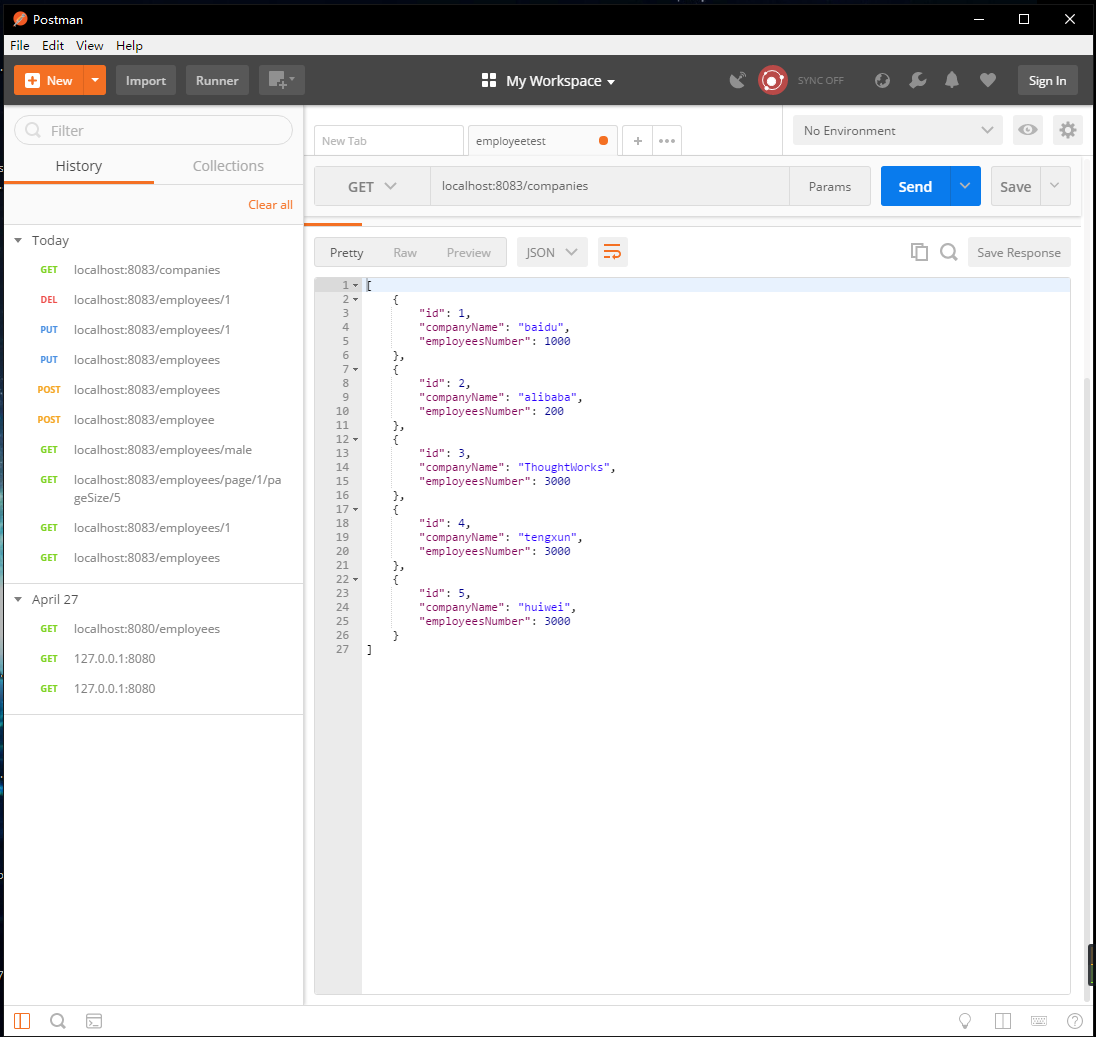 Postman
File Edit View Help
New Import Runner My Workspace SYNC OFF Sign In
Filter
History Collections
Clear all
Today
GET localhost:8083/companies
DEL localhost:8083/employees/1
PUT localhost:8083/employees/1
PUT localhost:8083/employees
POST localhost:8083/employees
POST localhost:8083/employee
GET localhost:8083/employees/male
GET localhost:8083/employees/page/1/pa
geSize/5
GET localhost:8083/employees/1
GET localhost:8083/employees
April 27
GET localhost:8080/employees
GET 127.0.0.1:8080
GET 127.0.0.1:8080
New Tab employeetest + ••• No Environment
GET localhost:8083/companies Params Send Save
Pretty Raw Preview JSON Save Response
1 [
2 {
3 "id": 1,
4 "companyName": "baidu",
5 "employeesNumber": 1000
6 },
7 {
8 "id": 2,
9 "companyName": "alibaba",
10 "employeesNumber": 200
11 },
12 {
13 "id": 3,
14 "companyName": "ThoughtWorks",
15 "employeesNumber": 3000
16 },
17 {
18 "id": 4,
19 "companyName": "tengxun",
20 "employeesNumber": 3000
21 },
22 {
23 "id": 5,
24 "companyName": "huiwei",
25 "employeesNumber": 3000
26 }
27 ]